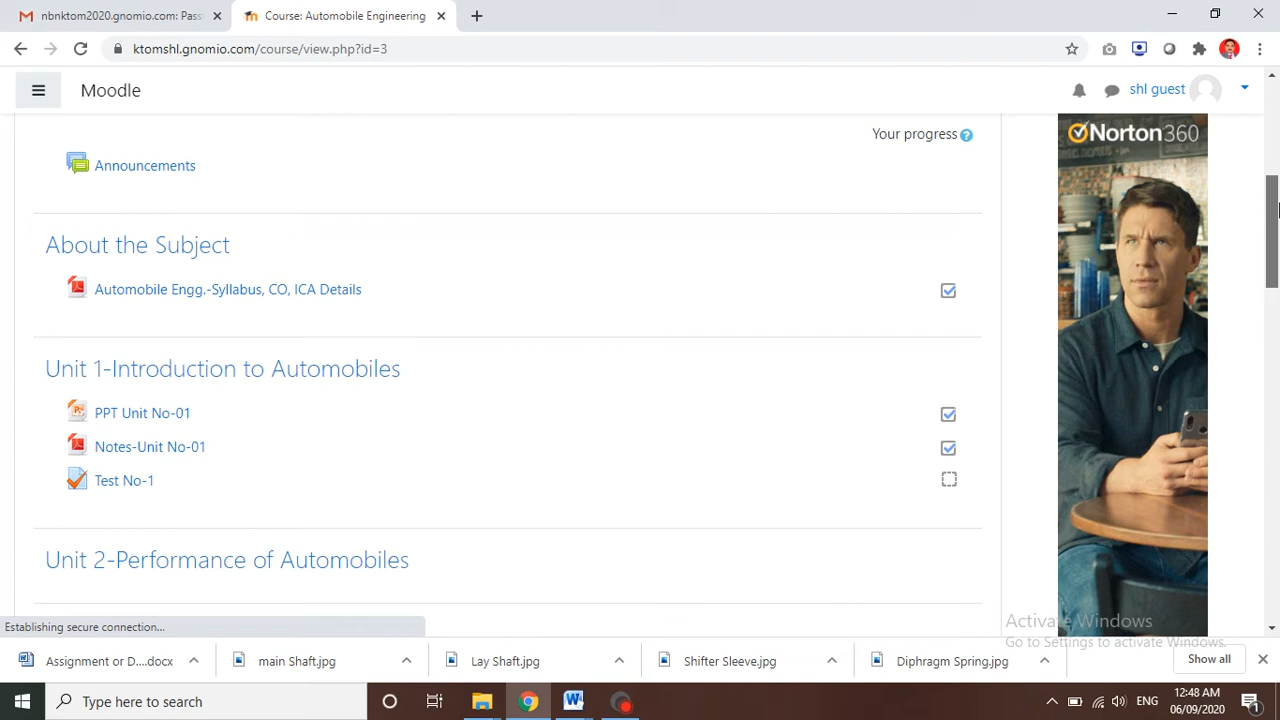 nbnktom2020.gnomio.com: Pass
Course: Automobile Engineering
ktomshl.gnomio.com/course/view.php?id=3
Moodle
shl guest
Your progress
Announcements
Norton 360
About the Subject
Automobile Engg.-Syllabus, CO, ICA Details
Unit 1-Introduction to Automobiles
PPT Unit No-01
Notes-Unit No-01
Test No-1
Unit 2-Performance of Automobiles
Establishing secure connection...
Activate Windows
Go to Settings to activate Windows.
Assignment or D....docx
main Shaft.jpg
Lay Shaft.jpg
Shifter Sleeve.jpg
Diphragm Spring.jpg
Show all
Type here to search
ENG
12:48 AM
06/09/2020